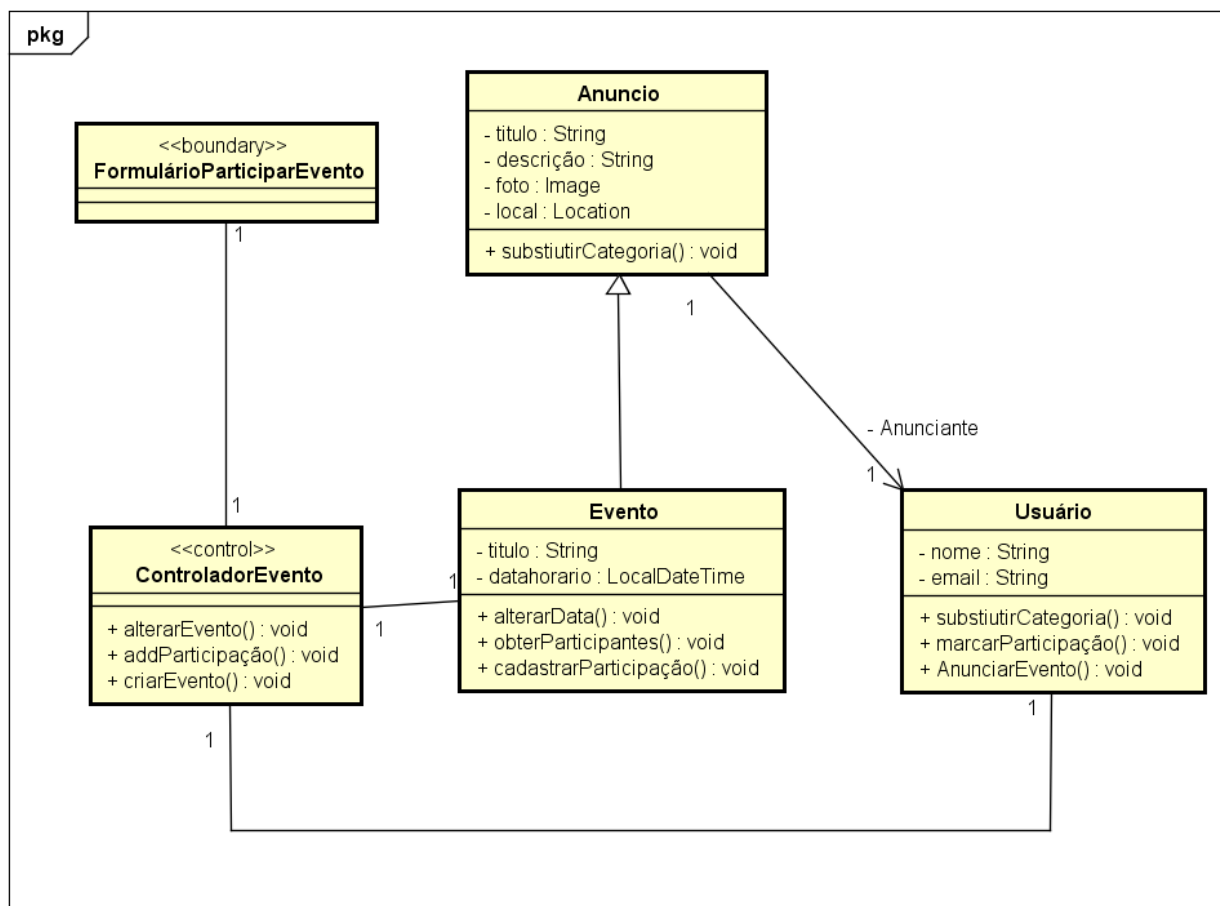 pkg
Anuncio
- titulo : String
- descrição : String
- foto : Image
- local : Location
+ substiutirCategoria() : void
<<boundary>>
FormulárioParticiparEvento
1
1
- Anunciante
1
1
<<control>>
ControladorEvento
+ alterarEvento() : void
+ addParticipação() : void
+ criarEvento() : void
1
1
Evento
- titulo : String
- datahorario : LocalDateTime
+ alterarData() : void
+ obterParticipantes() : void
+ cadastrarParticipação() : void
Usuário
- nome : String
- email : String
+ substiutirCategoria() : void
+ marcarParticipação() : void
+ AnunciarEvento() : void
1
1